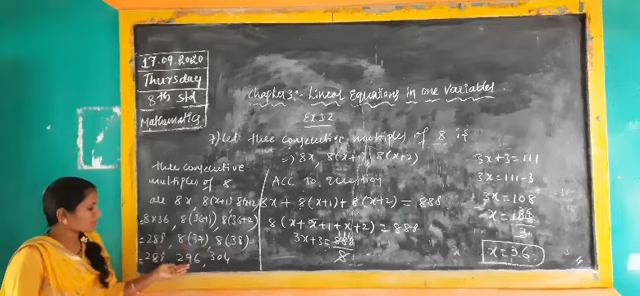 17.09.2020
Thursday
8th std
Mathematics
Chapter 3:- Linear Equations in one Variables
Ex 3.2
7) Let three consecutive multiples of 8 is
=> 8x, 8(x+1), 8(x+2)
three consecutive
multiples of 8
are 8x, 8(x+1) 8(x+2)
=8x36, 8(36+1), 8(36+2)
=288, 8(37), 8(38)
=288, 296, 304
ACC TO question
8x + 8(x+1) + 8(x+2) = 888
8(x+x+1+x+2) = 888
3x+3 = 888
8
3x+3=111
3x=111-3
3x=108
x=108
3
x=36